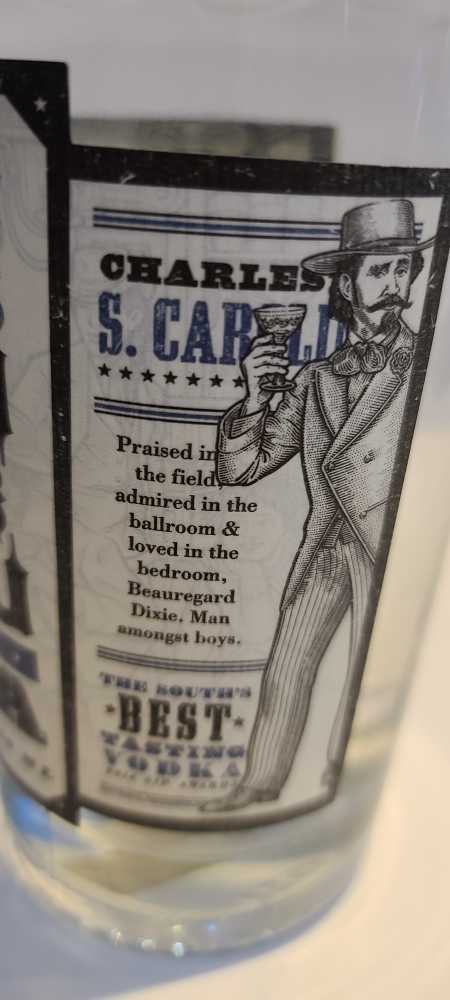 CHARLES
Praised in
the field,
admired in the
ballroom &
loved in the
bedroom,
Beauregard
Dixie. Man
amongst boys.
THE SOUTH'S
BEST
TASTING
VODKA